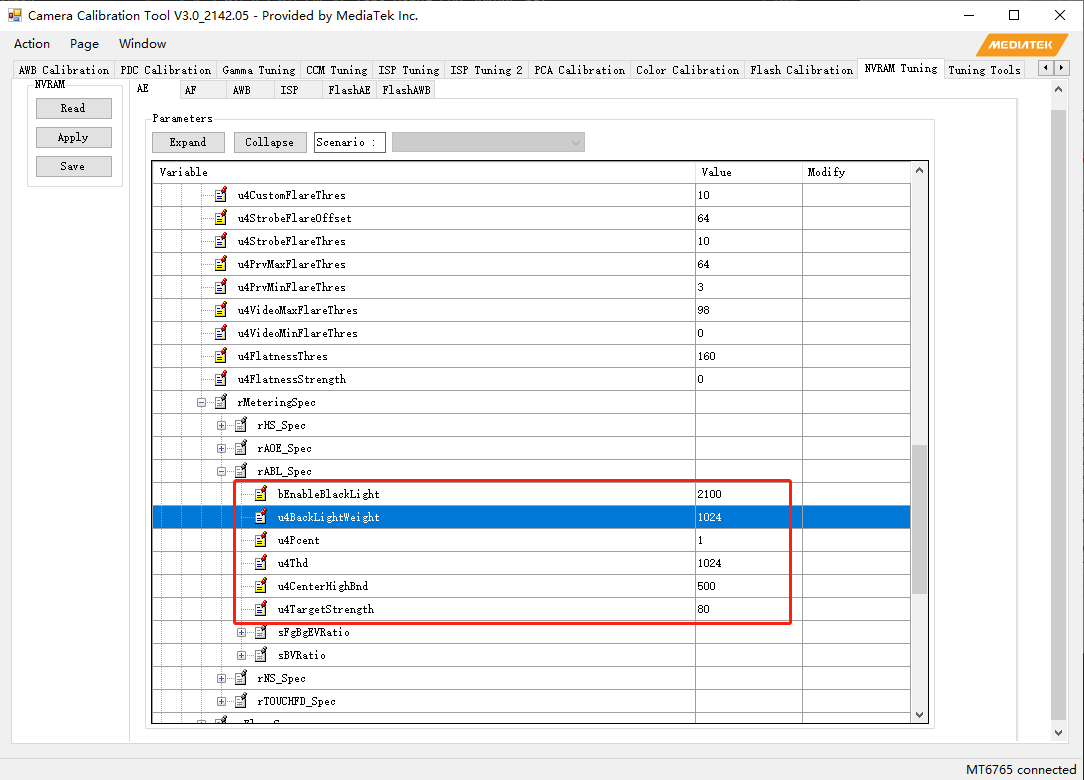 Camera Calibration Tool V3.0_2142.05 - Provided by MediaTek Inc.
Action Page Window
MEDIATEK
AWB Calibration PDC Calibration Gamma Tuning CCM Tuning ISP Tuning ISP Tuning 2 PCA Calibration Color Calibration Flash Calibration NVRAM Tuning Tuning Tools
NVRAM
Read
Apply
Save
AE AF AWB ISP FlashAE FlashAWB
Parameters
Expand Collapse Scenario :
Variable Value Modify
u4CustomFlareThres 10
u4StrobeFlareOffset 64
u4StrobeFlareThres 10
u4PrvMaxFlareThres 64
u4PrvMinFlareThres 3
u4VideoMaxFlareThres 98
u4VideoMinFlareThres 0
u4FlatnessThres 160
u4FlatnessStrength 0
rMeteringSpec
rHS_Spec
rAOE_Spec
rABL_Spec
bEnableBlackLight 2100
u4BackLightWeight 1024
u4Pcent 1
u4Thd 1024
u4CenterHighBnd 500
u4TargetStrength 80
sFgBgEVRatio
sBVRatio
rNS_Spec
rTOUCHFD_Spec
MT6765 connected